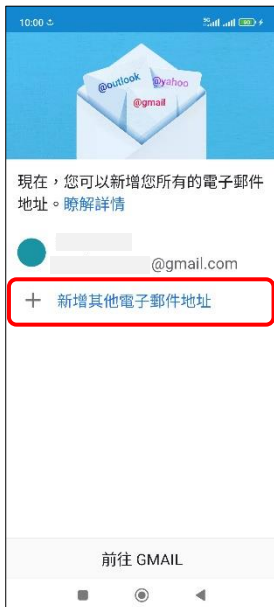 10:00
@outlook
@yahoo
@gmail
現在，您可以新增您所有的電子郵件
地址。瞭解詳情
@gmail.com
＋ 新增其他電子郵件地址
前往 GMAIL